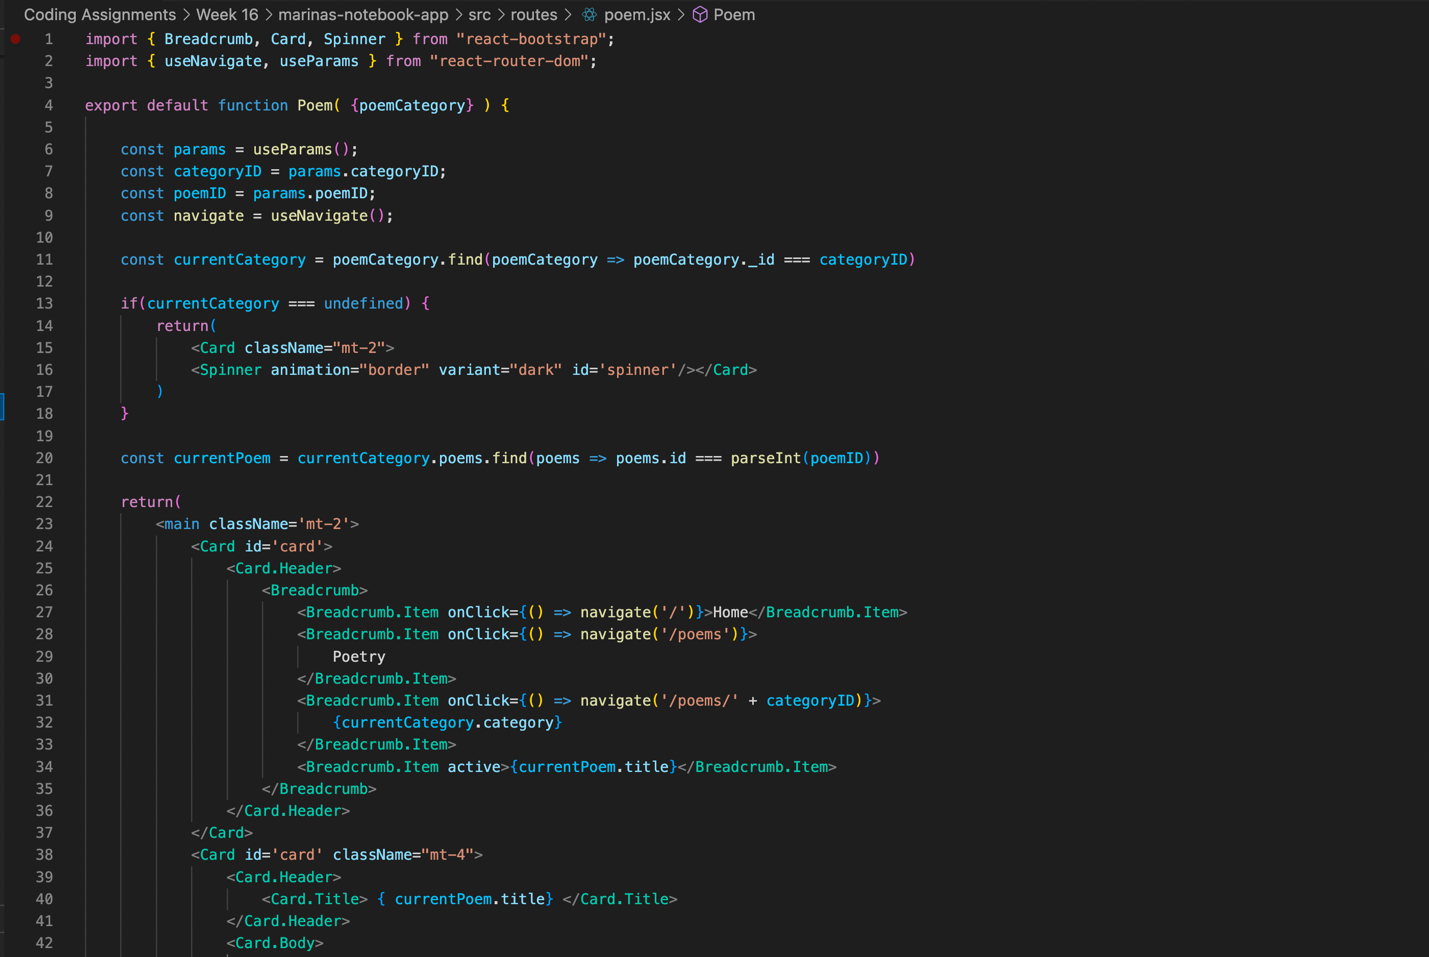 Coding Assignments > Week 16 > marinas-notebook-app > src > routes > poem.jsx > Poem
1 import { Breadcrumb, Card, Spinner } from "react-bootstrap";
2 import { useNavigate, useParams } from "react-router-dom";
3
4 export default function Poem( {poemCategory} ) {
5
6     const params = useParams();
7     const categoryID = params.categoryID;
8     const poemID = params.poemID;
9     const navigate = useNavigate();
10
11     const currentCategory = poemCategory.find(poemCategory => poemCategory._id === categoryID)
12
13     if(currentCategory === undefined) {
14         return(
15             <Card className="mt-2">
16             <Spinner animation="border" variant="dark" id='spinner'/></Card>
17         )
18     }
19
20     const currentPoem = currentCategory.poems.find(poems => poems.id === parseInt(poemID))
21
22     return(
23         <main className='mt-2'>
24             <Card id='card'>
25                 <Card.Header>
26                     <Breadcrumb>
27                         <Breadcrumb.Item onClick={() => navigate('/')}>Home</Breadcrumb.Item>
28                         <Breadcrumb.Item onClick={() => navigate('/poems')}>
29                             Poetry
30                         </Breadcrumb.Item>
31                         <Breadcrumb.Item onClick={() => navigate('/poems/' + categoryID)}>
32                             {currentCategory.category}
33                         </Breadcrumb.Item>
34                         <Breadcrumb.Item active>{currentPoem.title}</Breadcrumb.Item>
35                     </Breadcrumb>
36                 </Card.Header>
37             </Card>
38             <Card id='card' className="mt-4">
39                 <Card.Header>
40                     <Card.Title> { currentPoem.title} </Card.Title>
41                 </Card.Header>
42                 <Card.Body>